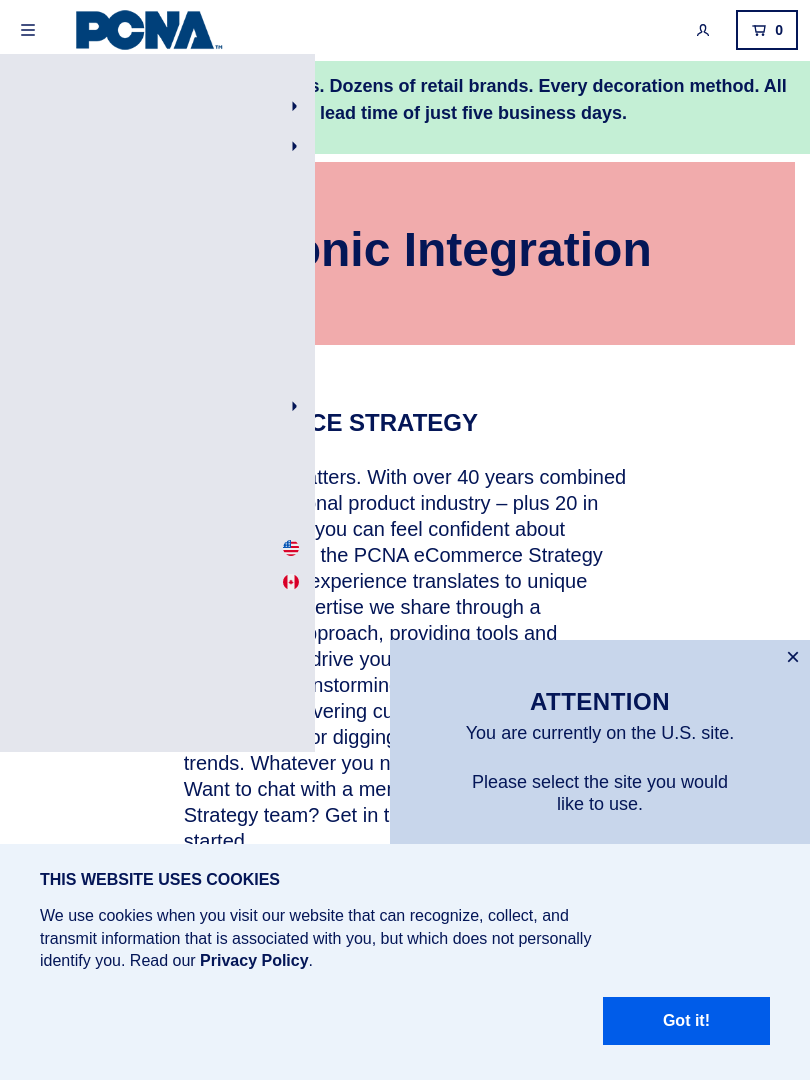 PCNA™
0
s. Dozens of retail brands. Every decoration method. All
lead time of just five business days.
onic Integration
CE STRATEGY
atters. With over 40 years combined
onal product industry – plus 20 in
you can feel confident about
the PCNA eCommerce Strategy
experience translates to unique
ertise we share through a
pproach, providing tools and
drive you
nstorming
vering cu
or digging
trends. Whatever you n
Want to chat with a mem
Strategy team? Get in t
started
×
ATTENTION
You are currently on the U.S. site.
Please select the site you would
like to use.
THIS WEBSITE USES COOKIES
We use cookies when you visit our website that can recognize, collect, and
transmit information that is associated with you, but which does not personally
identify you. Read our Privacy Policy.
Got it!